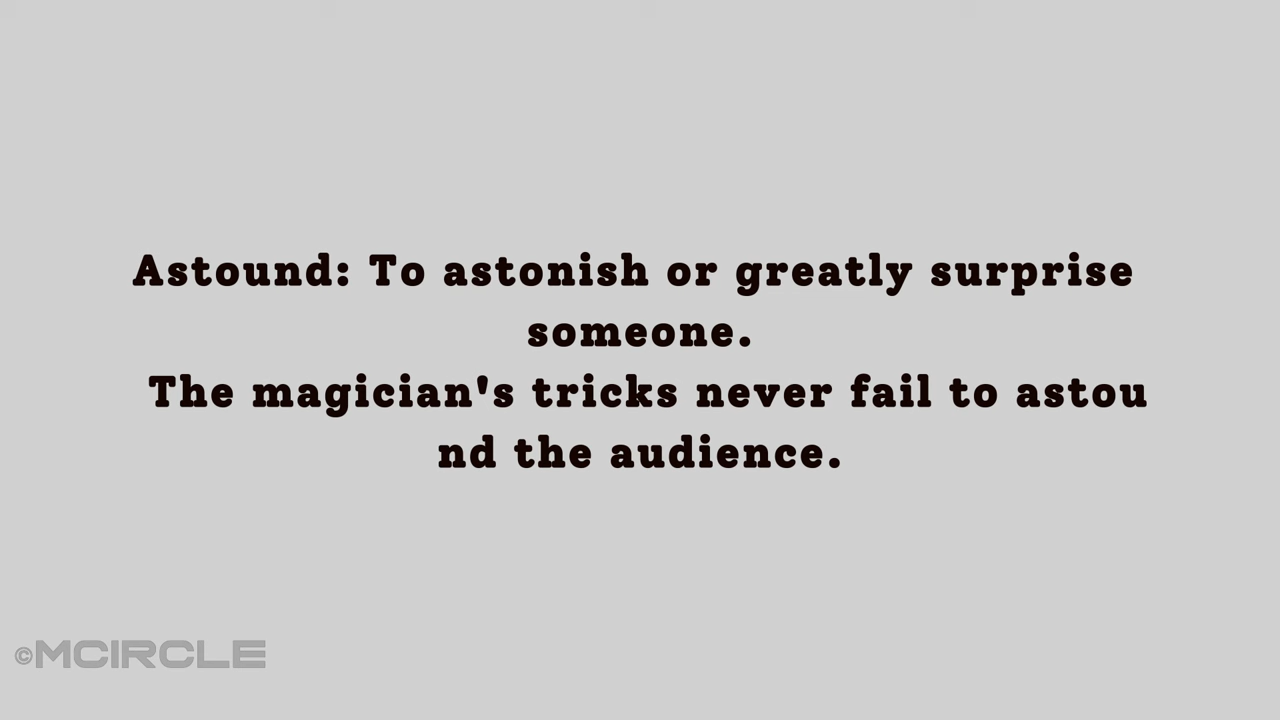 Astound: To astonish or greatly surprise
someone.
The magician's tricks never fail to astou
nd the audience.
©MCIRCLE